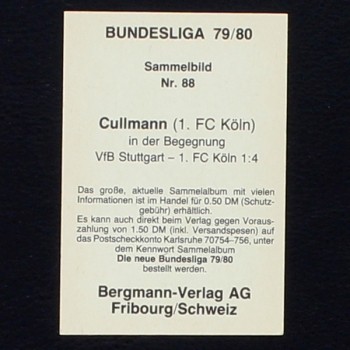 BUNDESLIGA 79/80
Sammelbild
Nr. 88
Cullmann (1. FC Köln)
in der Begegnung
VfB Stuttgart – 1. FC Köln 1:4
Das große, aktuelle Sammelalbum mit vielen
Informationen ist im Handel für 0.50 DM (Schutz-
gebühr) erhältlich.
Es kann auch direkt beim Verlag gegen Voraus-
zahlung von 1.50 DM (inkl. Versandspesen) auf
das Postscheckkonto Karlsruhe 70754–756, unter
dem Kennwort Sammelalbum
Die neue Bundesliga 79/80
bestellt werden.
Bergmann-Verlag AG
Fribourg/Schweiz